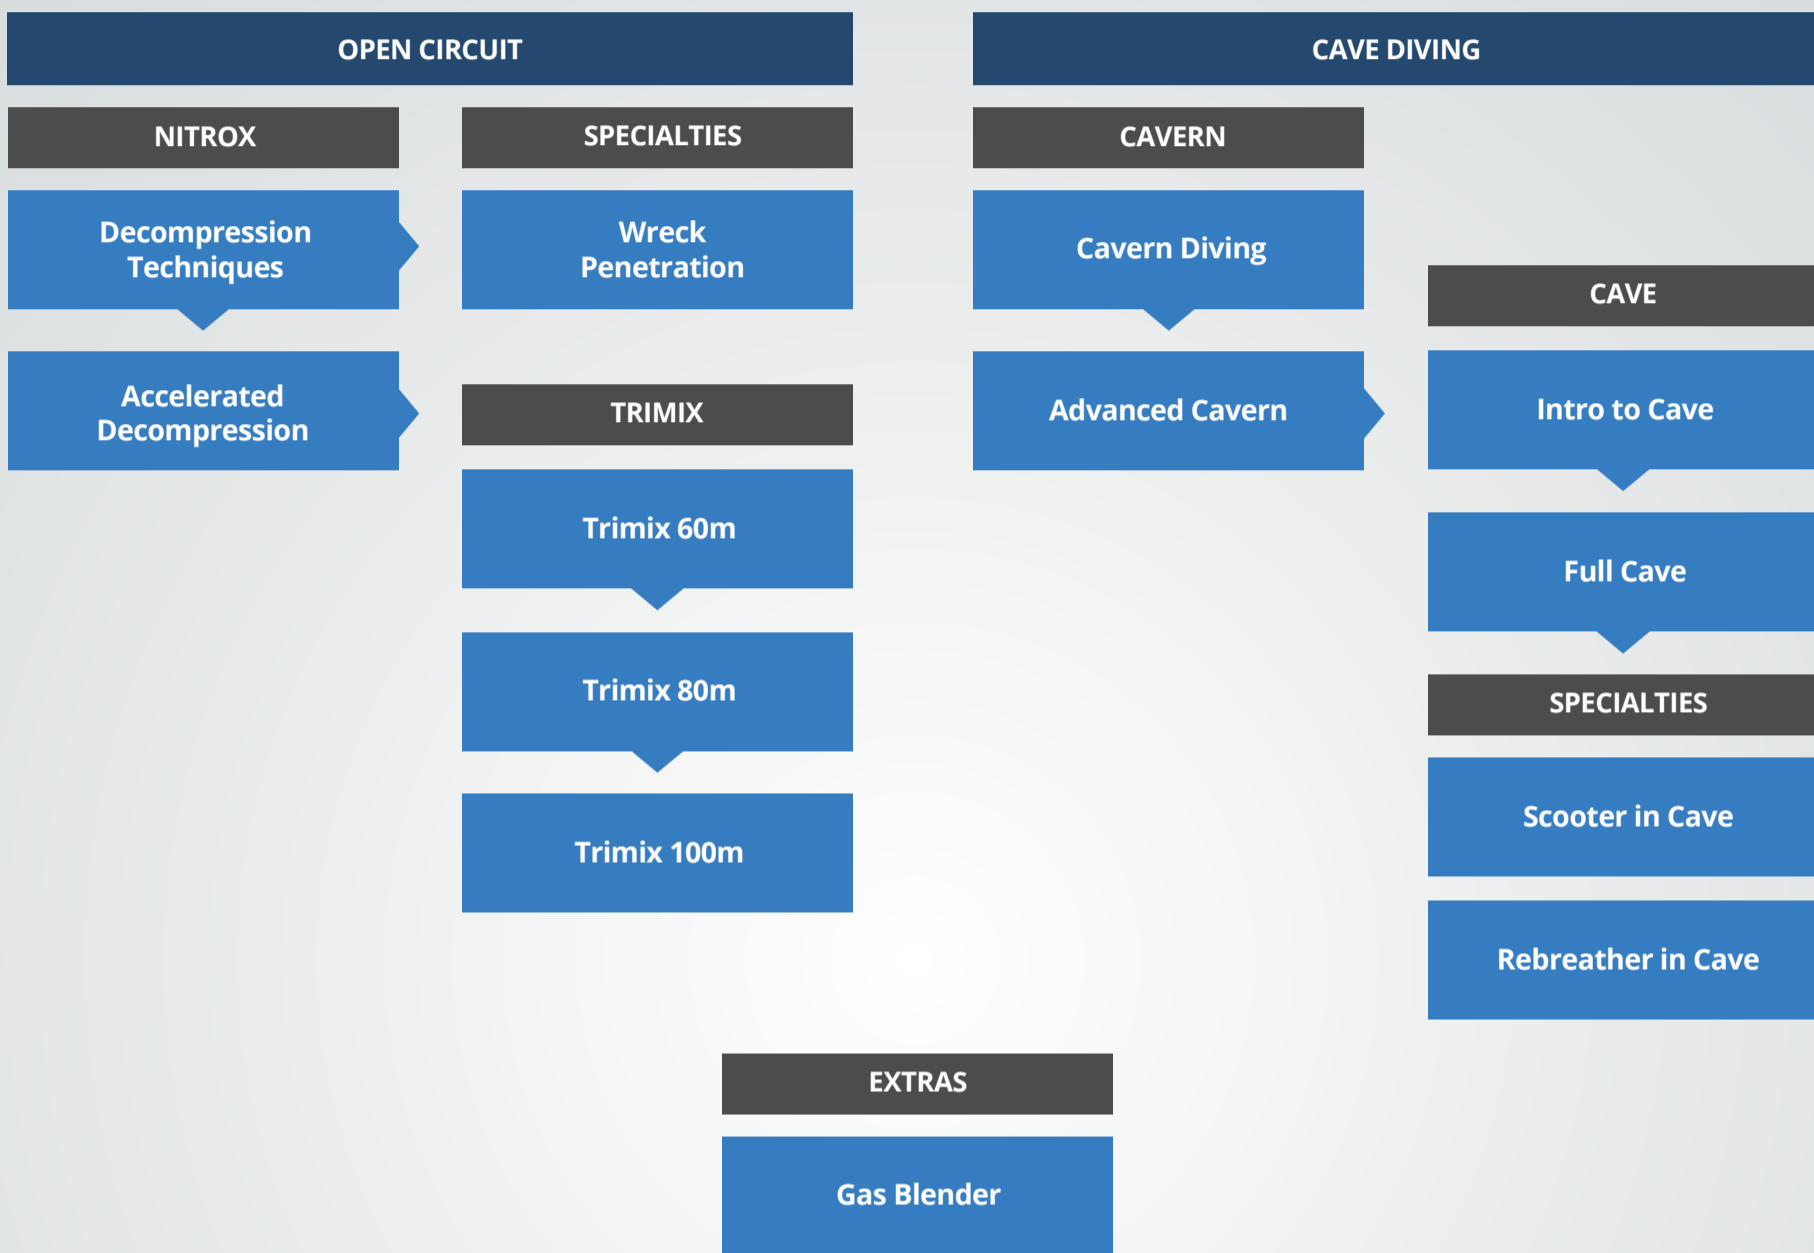 OPEN CIRCUIT
NITROX
Decompression
Techniques
Accelerated
Decompression
SPECIALTIES
Wreck
Penetration
TRIMIX
Trimix 60m
Trimix 80m
Trimix 100m
CAVE DIVING
CAVERN
Cavern Diving
Advanced Cavern
CAVE
Intro to Cave
Full Cave
SPECIALTIES
Scooter in Cave
Rebreather in Cave
EXTRAS
Gas Blender